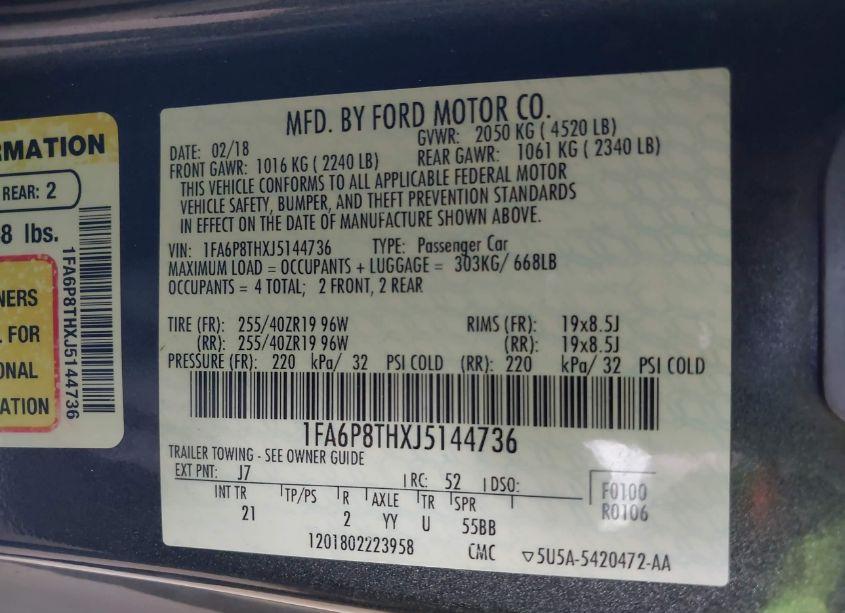 RMATION
REAR: 2
8 lbs.
NERS
. FOR
ONAL
ATION
1FA6P8THXJ5144736
MFD. BY FORD MOTOR CO.
DATE: 02/18 GVWR: 2050 KG ( 4520 LB)
FRONT GAWR: 1016 KG ( 2240 LB) REAR GAWR: 1061 KG ( 2340 LB)
THIS VEHICLE CONFORMS TO ALL APPLICABLE FEDERAL MOTOR
VEHICLE SAFETY, BUMPER, AND THEFT PREVENTION STANDARDS
IN EFFECT ON THE DATE OF MANUFACTURE SHOWN ABOVE.
VIN: 1FA6P8THXJ5144736 TYPE: Passenger Car
MAXIMUM LOAD = OCCUPANTS + LUGGAGE = 303KG/ 668LB
OCCUPANTS = 4 TOTAL; 2 FRONT, 2 REAR
TIRE (FR): 255/40ZR19 96W RIMS (FR): 19x8.5J
(RR): 255/40ZR19 96W (RR): 19x8.5J
PRESSURE (FR): 220 kPa/ 32 PSI COLD (RR): 220 kPa/ 32 PSI COLD
1FA6P8THXJ5144736
TRAILER TOWING - SEE OWNER GUIDE
EXT PNT: J7 RC: 52 DSO: F0100
R0106
INT TR TP/PS R AXLE TR SPR
21 2 YY U 55BB
1201802223958 CMC ▽5U5A-5420472-AA